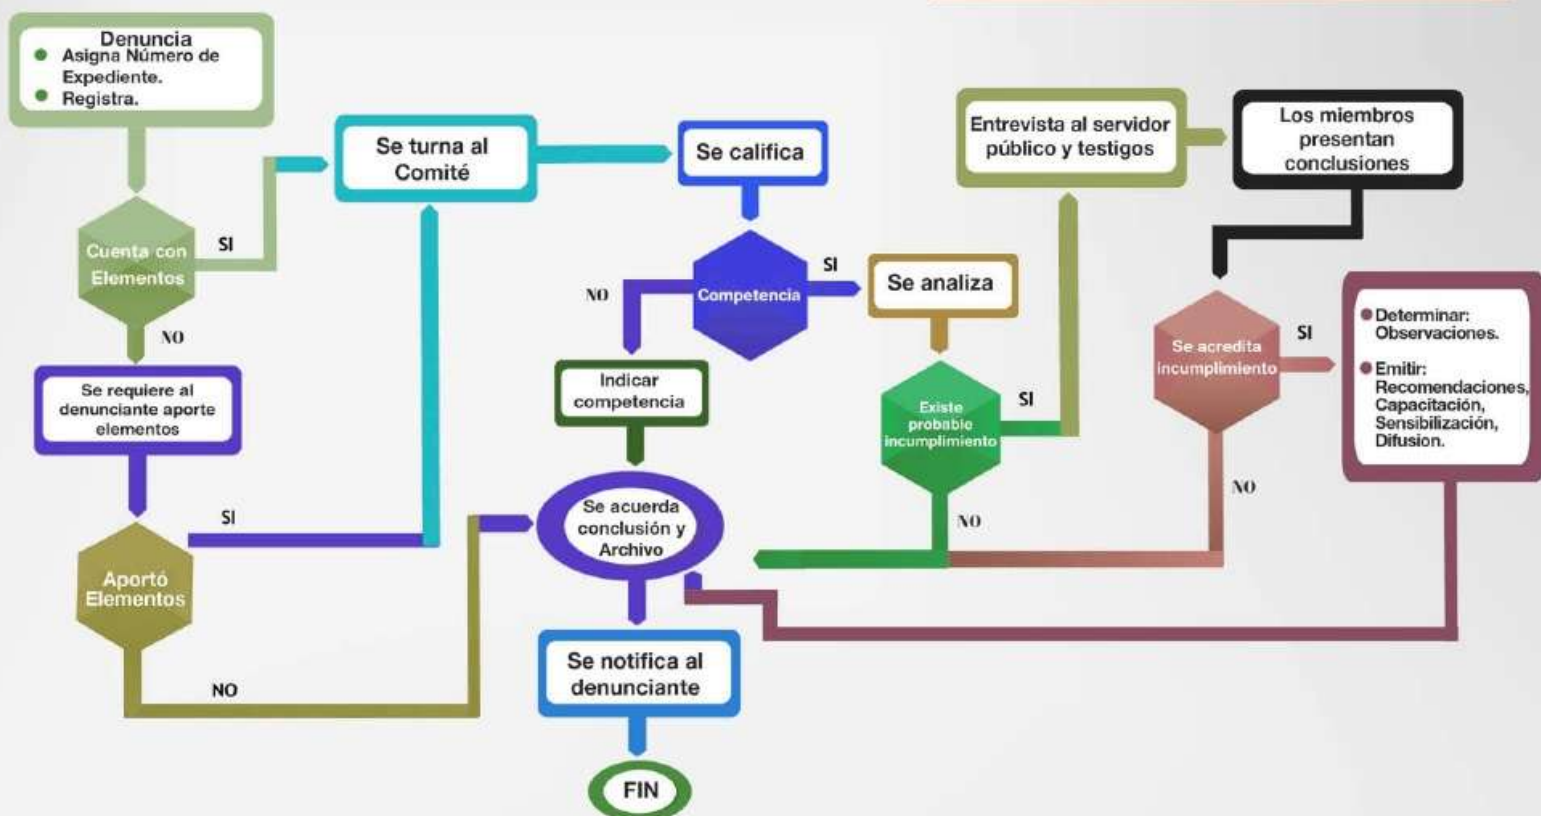 Denuncia
Asigna Número de
Expediente.
Registra.
Cuenta con
Elementos
SI
NO
Se requiere al
denunciante aporte
elementos
Aportó
Elementos
SI
NO
Se turna al
Comité
Se califica
Competencia
NO
SI
Indicar
competencia
Se acuerda
conclusión y
Archivo
Se notifica al
denunciante
FIN
Se analiza
Existe
probable
incumplimiento
SI
NO
Entrevista al servidor
público y testigos
Los miembros
presentan
conclusiones
Se acredita
incumplimiento
SI
NO
Determinar:
Observaciones.
Emitir:
Recomendaciones,
Capacitación,
Sensibilización,
Difusion.